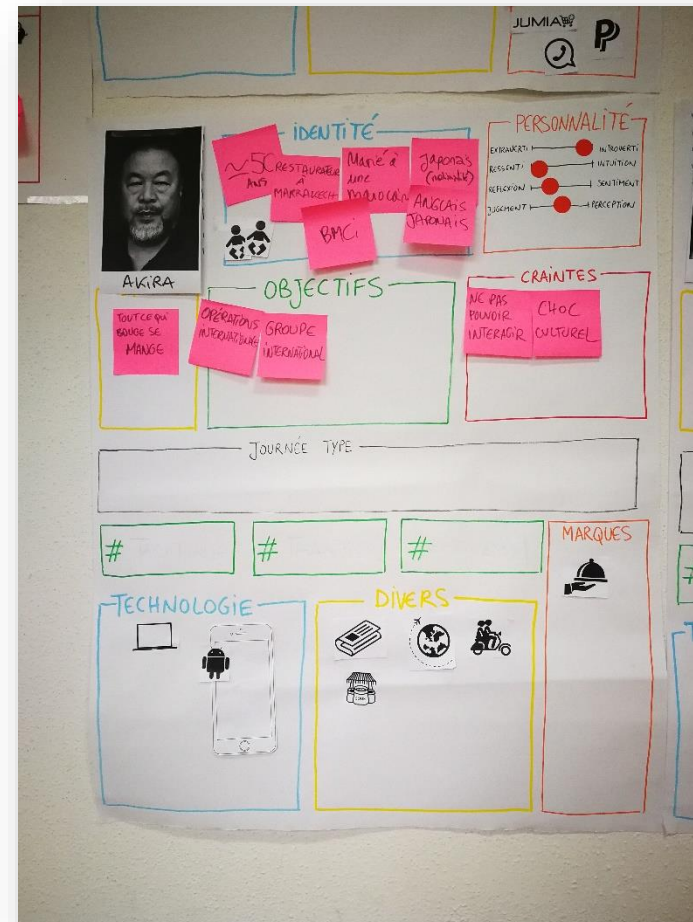 JUMIA
IDENTITÉ
~50
ANS
RESTAURATEUR
À
MARRAKECH
Marié à
une
marocaine
Japonais
(nationalité)
ANGLAIS
JAPONAIS
BMCi
PERSONNALITÉ
EXTRAVERTI INTROVERTI
RESSENTI INTUITION
REFLEXION SENTIMENT
JUGEMENT PERCEPTION
AKIRA
TOUT CE QUI
BOUGE SE
MANGE
OBJECTIFS
OPÉRATIONS
INTERNATIONALES
GROUPE
INTERNATIONAL
CRAINTES
NE PAS
POUVOIR
INTERAGIR
CHOC
CULTUREL
JOURNÉE TYPE
#
#
#
MARQUES
TECHNOLOGIE
DIVERS